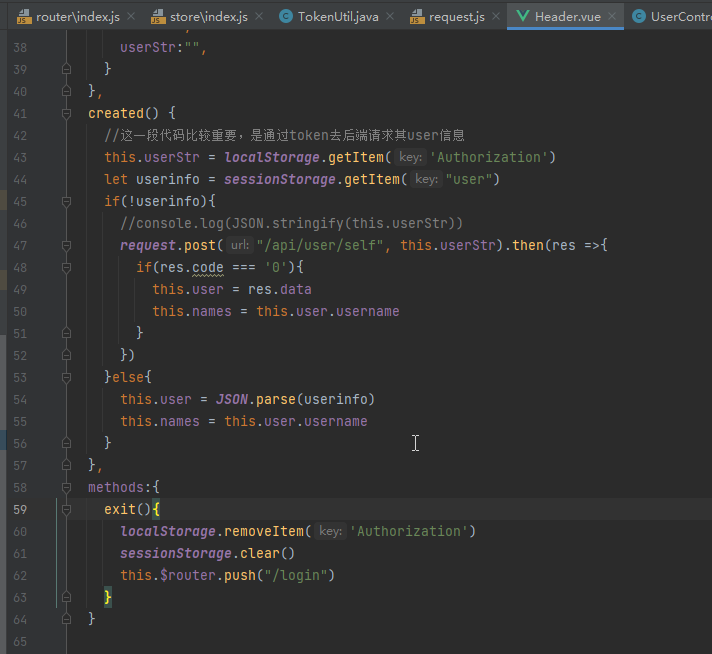 router\index.js × store\index.js × TokenUtil.java × request.js × Header.vue × UserContr
38 userStr:"",
39 }
40 },
41 created() {
42 //这一段代码比较重要，是通过token去后端请求其user信息
43 this.userStr = localStorage.getItem( key: 'Authorization')
44 let userinfo = sessionStorage.getItem( key: "user")
45 if(!userinfo){
46 //console.log(JSON.stringify(this.userStr))
47 request.post( url: "/api/user/self", this.userStr).then(res =>{
48 if(res.code === '0'){
49 this.user = res.data
50 this.names = this.user.username
51 }
52 })
53 }else{
54 this.user = JSON.parse(userinfo)
55 this.names = this.user.username
56 }
57 },
58 methods:{
59 exit(){
60 localStorage.removeItem( key: 'Authorization')
61 sessionStorage.clear()
62 this.$router.push("/login")
63 }
64 }
65